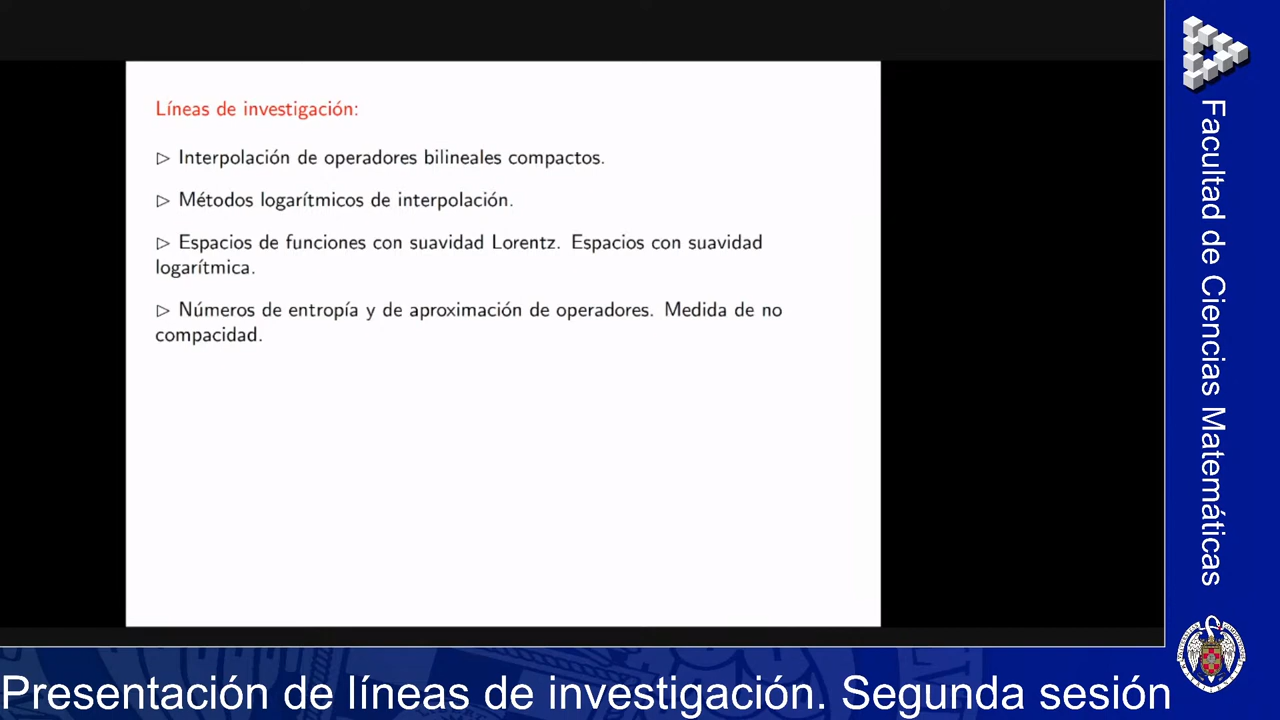 Líneas de investigación:
▷ Interpolación de operadores bilineales compactos.
▷ Métodos logarítmicos de interpolación.
▷ Espacios de funciones con suavidad Lorentz. Espacios con suavidad
logarítmica.
▷ Números de entropía y de aproximación de operadores. Medida de no
compacidad.
Facultad de Ciencias Matemáticas
Presentación de líneas de investigación. Segunda sesión